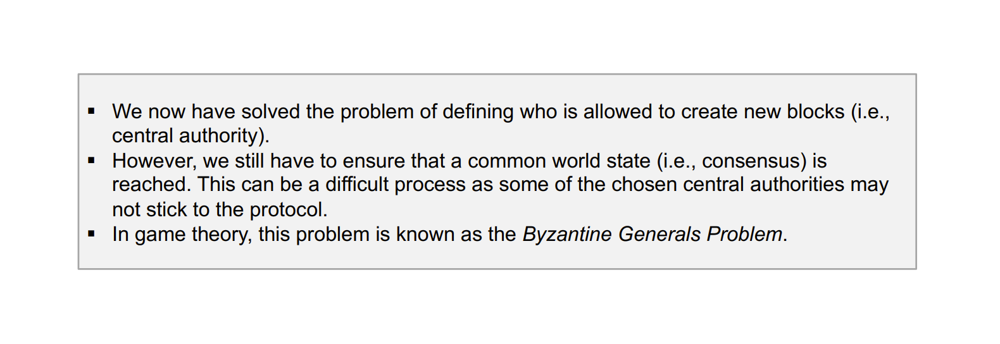 ▪ We now have solved the problem of defining who is allowed to create new blocks (i.e.,
central authority).
▪ However, we still have to ensure that a common world state (i.e., consensus) is
reached. This can be a difficult process as some of the chosen central authorities may
not stick to the protocol.
▪ In game theory, this problem is known as the Byzantine Generals Problem.